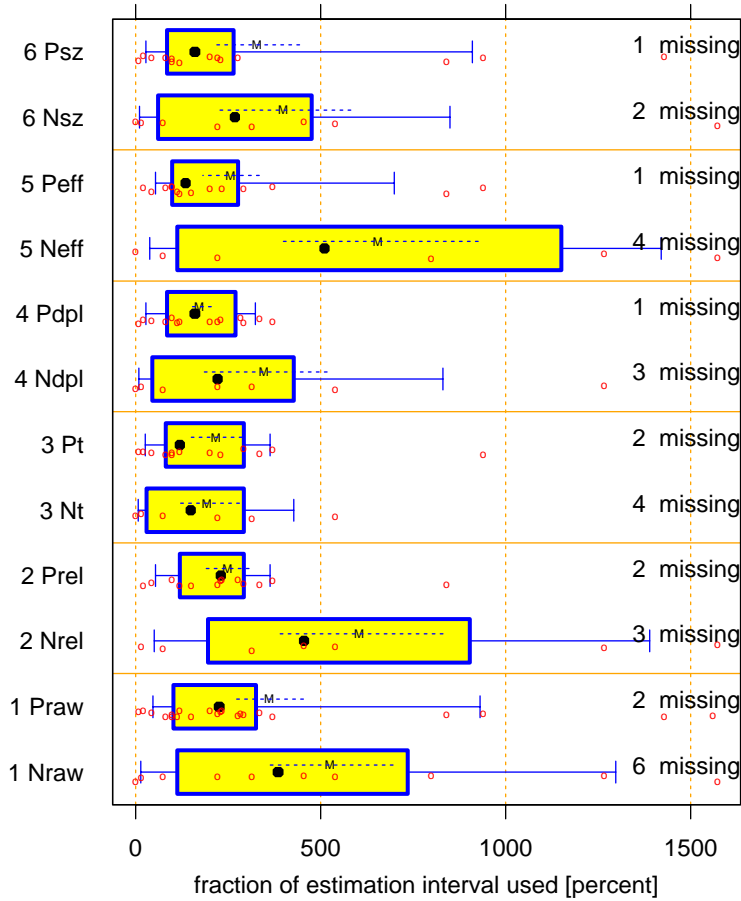 6 Psz M 1 missing
6 Nsz M 2 missing
5 Peff M 1 missing
5 Neff M 4 missing
4 Pdpl M 1 missing
4 Ndpl M 3 missing
3 Pt M 2 missing
3 Nt M 4 missing
2 Prel M 2 missing
2 Nrel M 3 missing
1 Praw M 2 missing
1 Nraw M 6 missing
0 500 1000 1500
fraction of estimation interval used [percent]